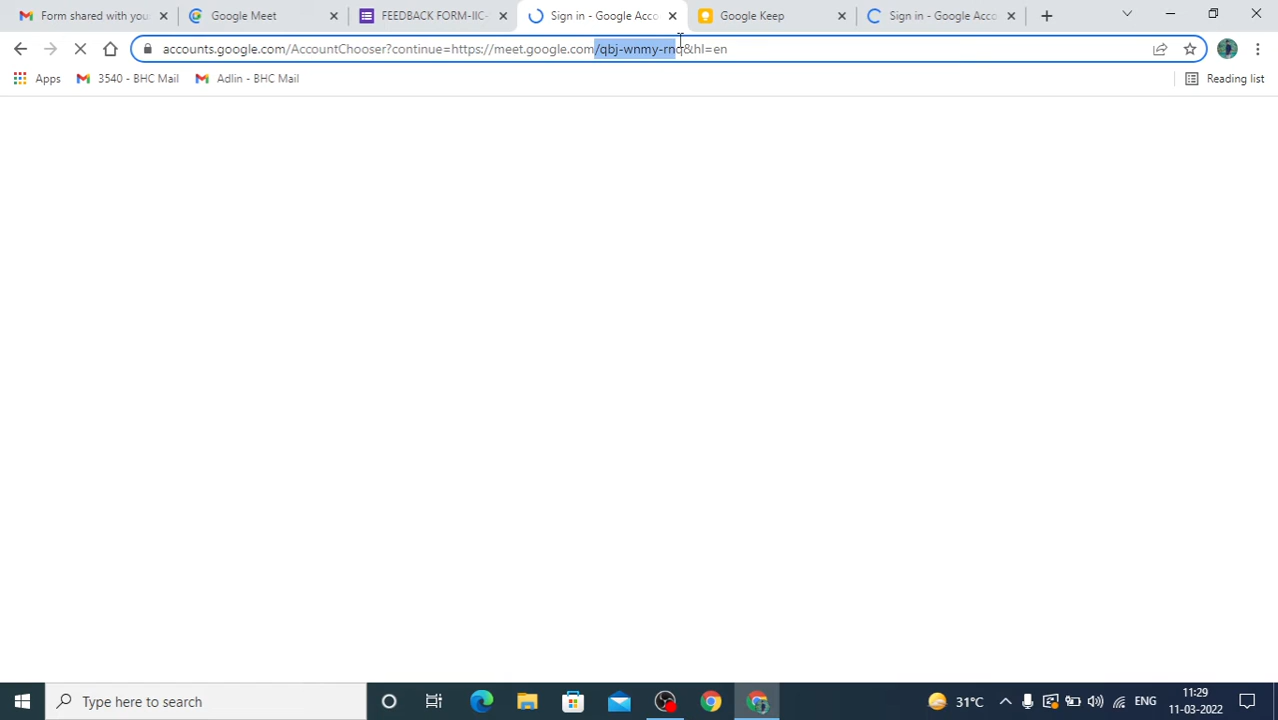 Form shared with you
Google Meet
FEEDBACK FORM-IIC-
Sign in - Google Acco
Google Keep
Sign in - Google Acco
accounts.google.com/AccountChooser?continue=https://meet.google.com/qbj-wnmy-rnq&hl=en
Apps
3540 - BHC Mail
Adlin - BHC Mail
Reading list
Type here to search
31°C
ENG
11:29
11-03-2022